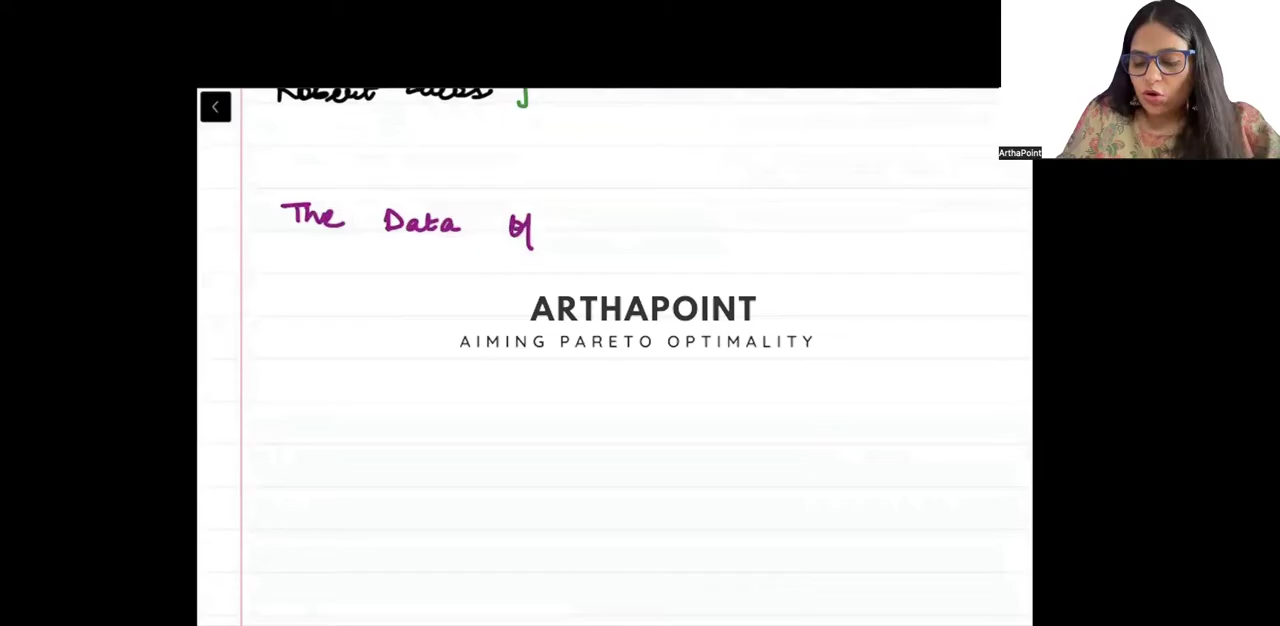 ArthaPoint
The Data of
ARTHAPOINT
AIMING PARETO OPTIMALITY